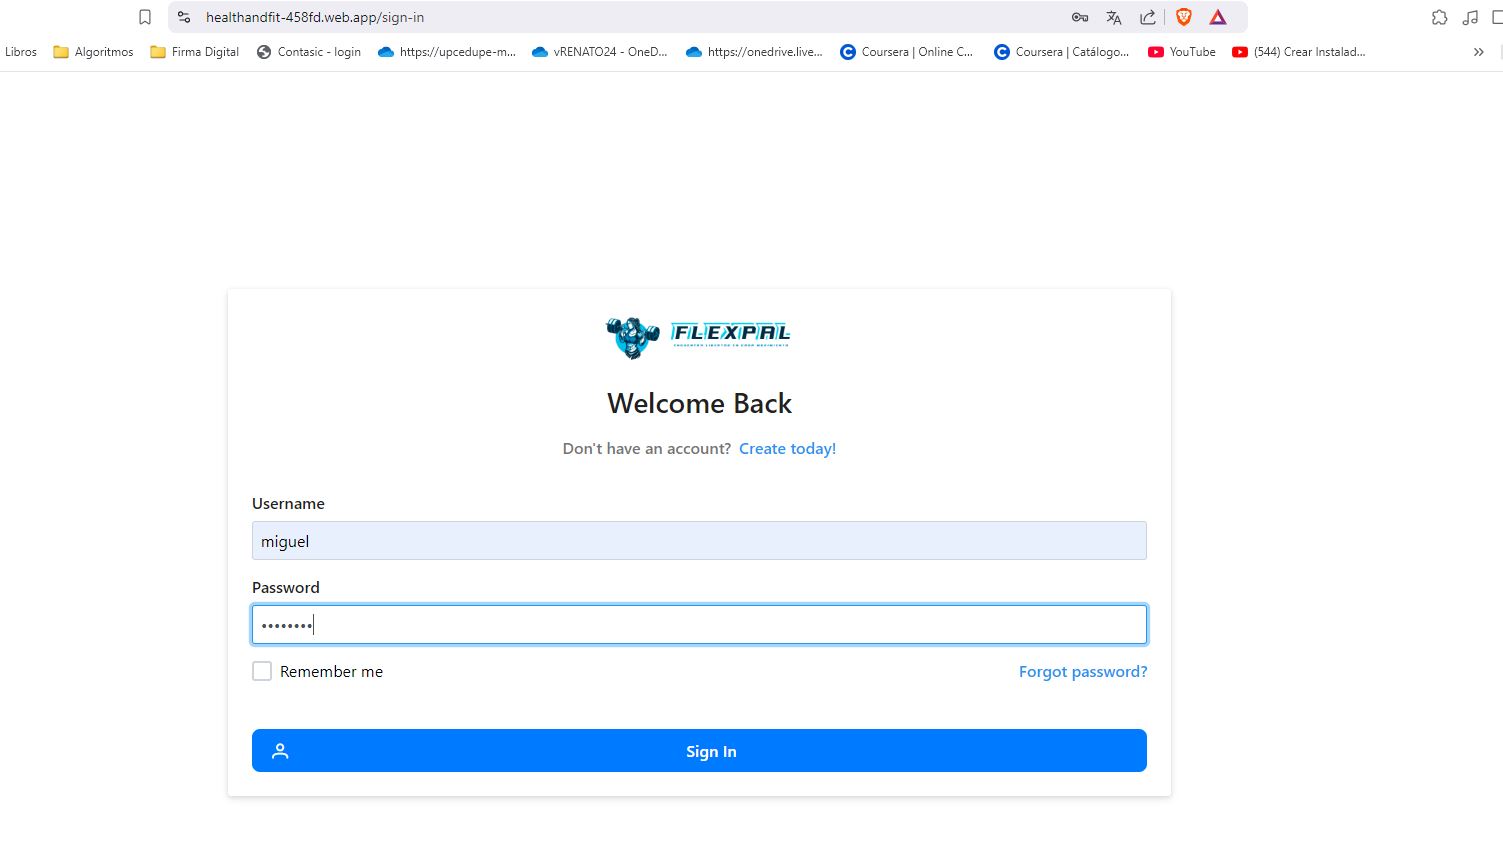 healthandfit-458fd.web.app/sign-in
Libros Algoritmos Firma Digital Contasic - login https://upcedupe-m... vRENATO24 - OneD... https://onedrive.live... Coursera | Online C... Coursera | Catálogo... YouTube (544) Crear Instalad...
FLEXPAL
Welcome Back
Don't have an account? Create today!
Username
miguel
Password
••••••••
Remember me Forgot password?
Sign In